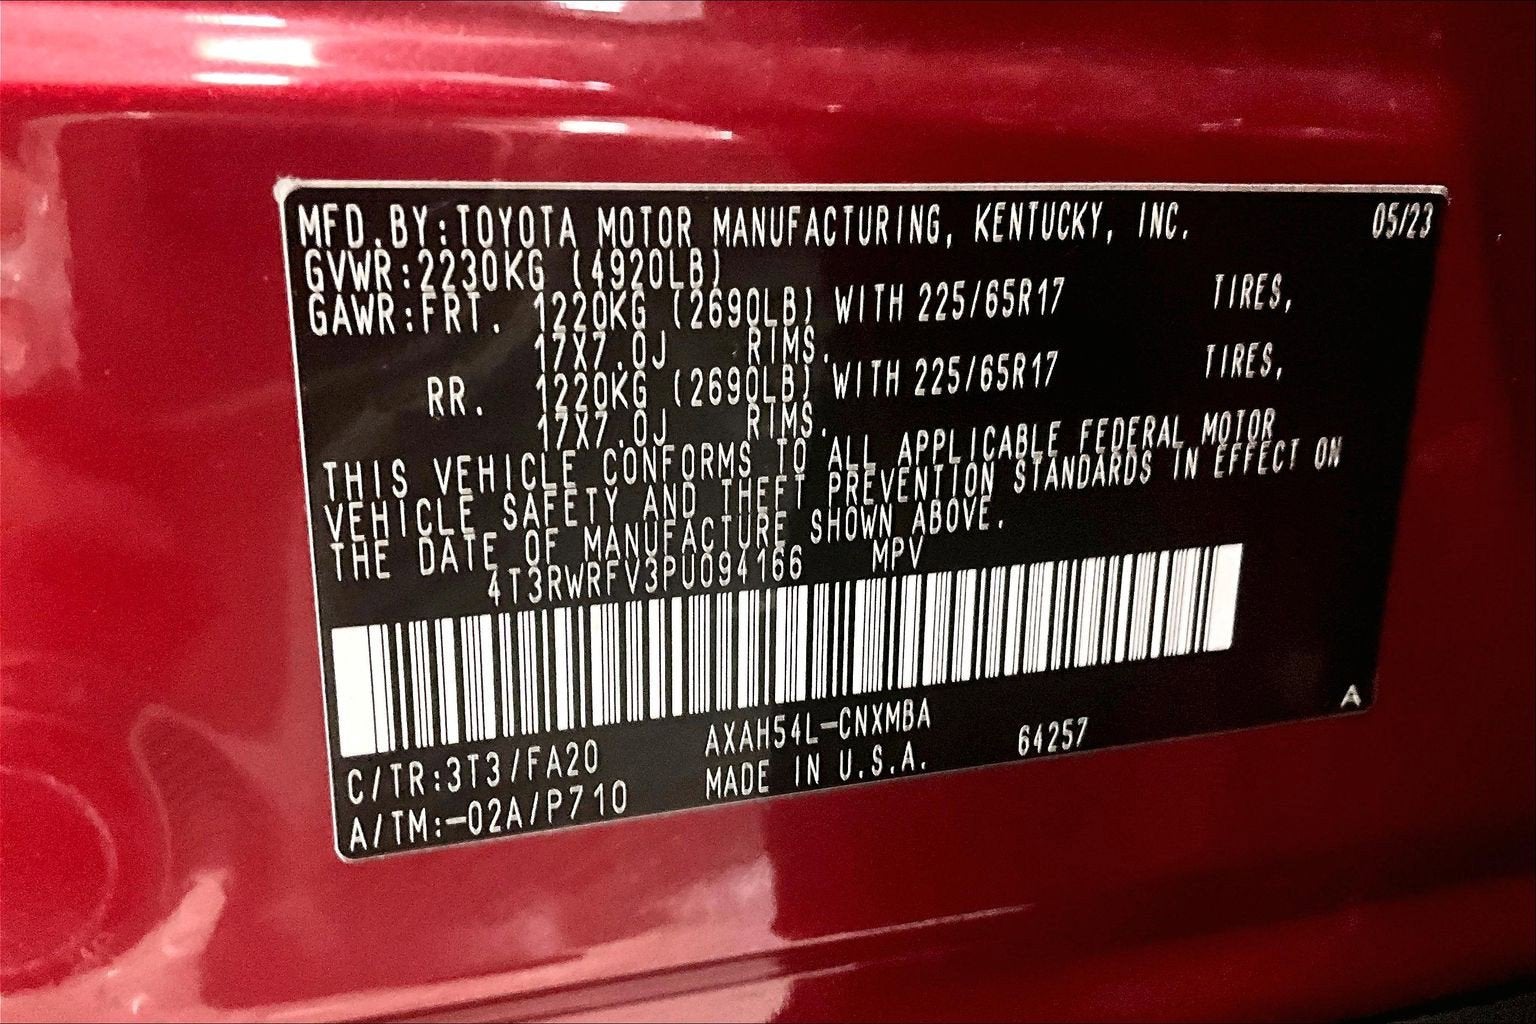 MFD.BY:TOYOTA MOTOR MANUFACTURING, KENTUCKY, INC. 05/23
GVWR:2230KG (4920LB)
GAWR:FRT. 1220KG (2690LB) WITH 225/65R17 TIRES,
17X7.0J RIMS.
RR. 1220KG (2690LB) WITH 225/65R17 TIRES,
17X7.0J RIMS.
THIS VEHICLE CONFORMS TO ALL APPLICABLE FEDERAL MOTOR
VEHICLE SAFETY AND THEFT PREVENTION STANDARDS IN EFFECT ON
THE DATE OF MANUFACTURE SHOWN ABOVE.
4T3RWRFV3PU094166 MPV
C/TR:3T3/FA20 AXAH54L-CNXMBA 64257 A
A/TM:-02A/P710 MADE IN U.S.A.